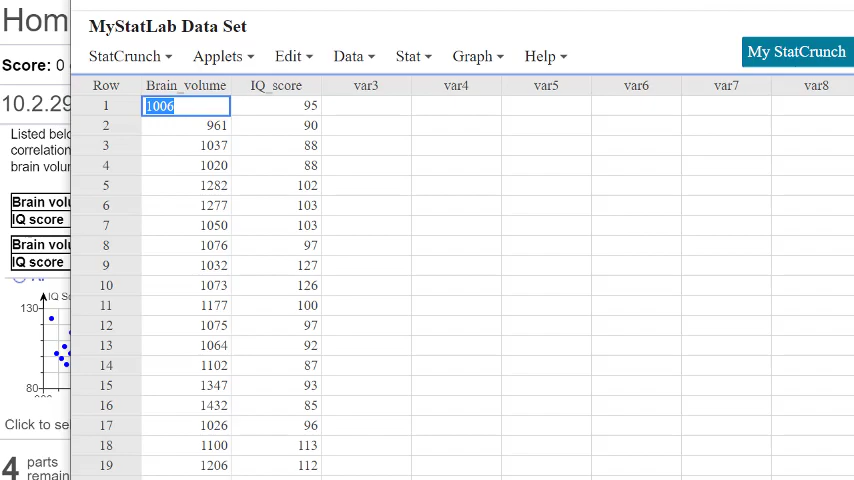 Hom
MyStatLab Data Set
StatCrunch Applets Edit Data Stat Graph Help My StatCrunch
Score: 0
Row Brain_volume IQ_score var3 var4 var5 var6 var7 var8
10.2.29
1 1006 95
2 961 90
Listed
correlation
3 1037 88
brain
4 1020 88
5 1282 102
Brain
6 1277 103
IQ score
7 1050 103
8 1076 97
Brain
9 1032 127
IQ score
10 1073 126
IQ
11 1177 100
130
12 1075 97
13 1064 92
14 1102 87
15 1347 93
80
16 1432 85
17 1026 96
Click to
18 1100 113
4 parts
19 1206 112
remain